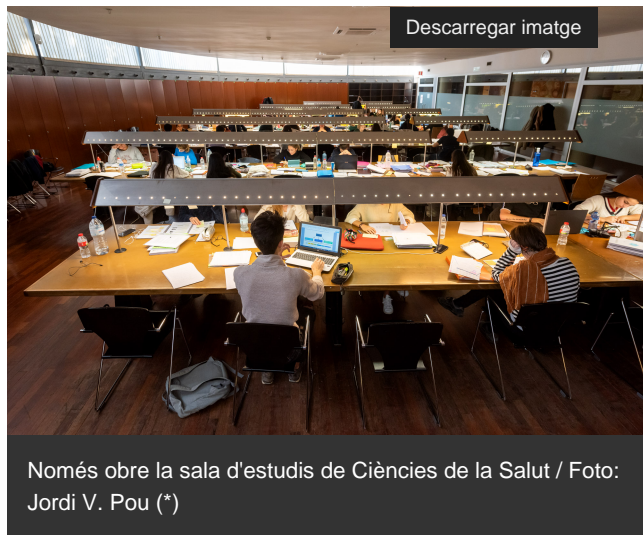 Descarregar imatge
Només obre la sala d'estudis de Ciències de la Salut / Foto:
Jordi V. Pou (*)